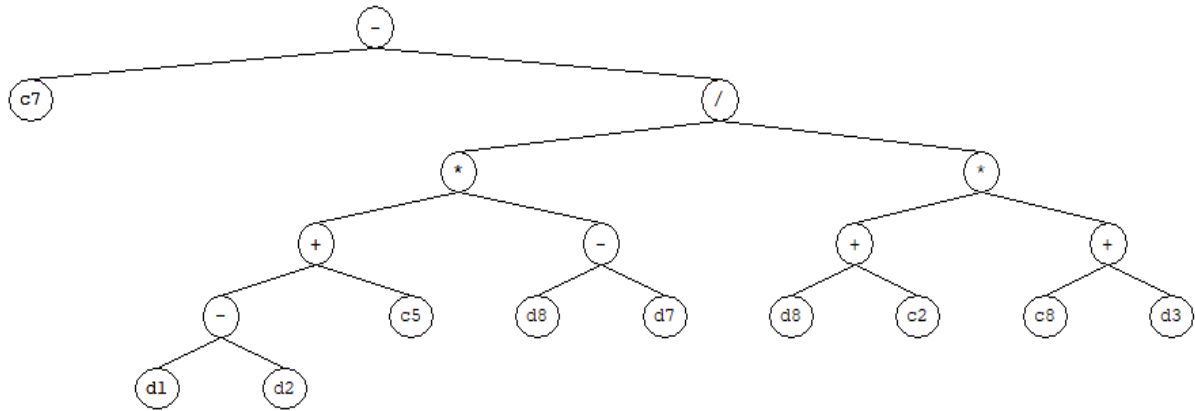 -
c7 /
* *
+ - + +
- c5 d8 d7 d8 c2 c8 d3
d1 d2